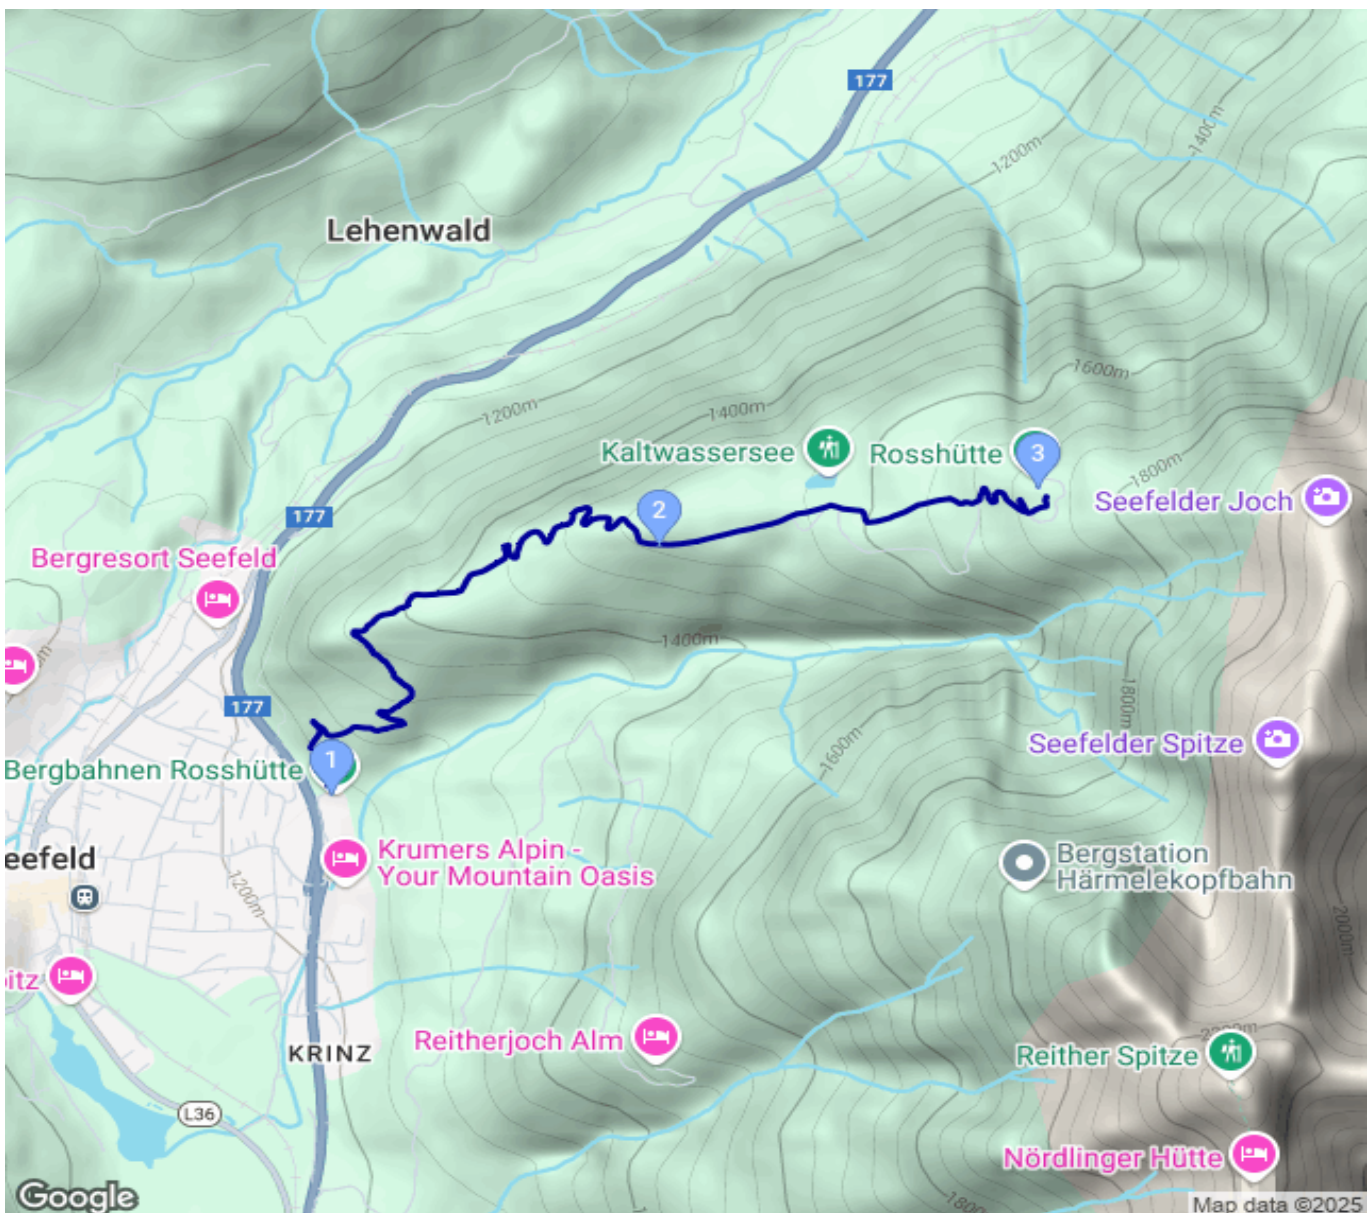 177
1400m
1200m
Lehenwald
1600m
1200m
1400m
Kaltwassersee
Rosshütte
3
1800m
Seefelder Joch
2
177
Bergresort Seefeld
1400m
177
1800m
Seefelder Spitze
1600m
Bergbahnen Rosshütte
1
Krumers Alpin -
Your Mountain Oasis
Bergstation
Härmelekopfbahn
eefeld
1200m
2000m
itz
Reitherjoch Alm
KRINZ
Reither Spitze
L36
Nördlinger Hütte
Google
Map data ©2025